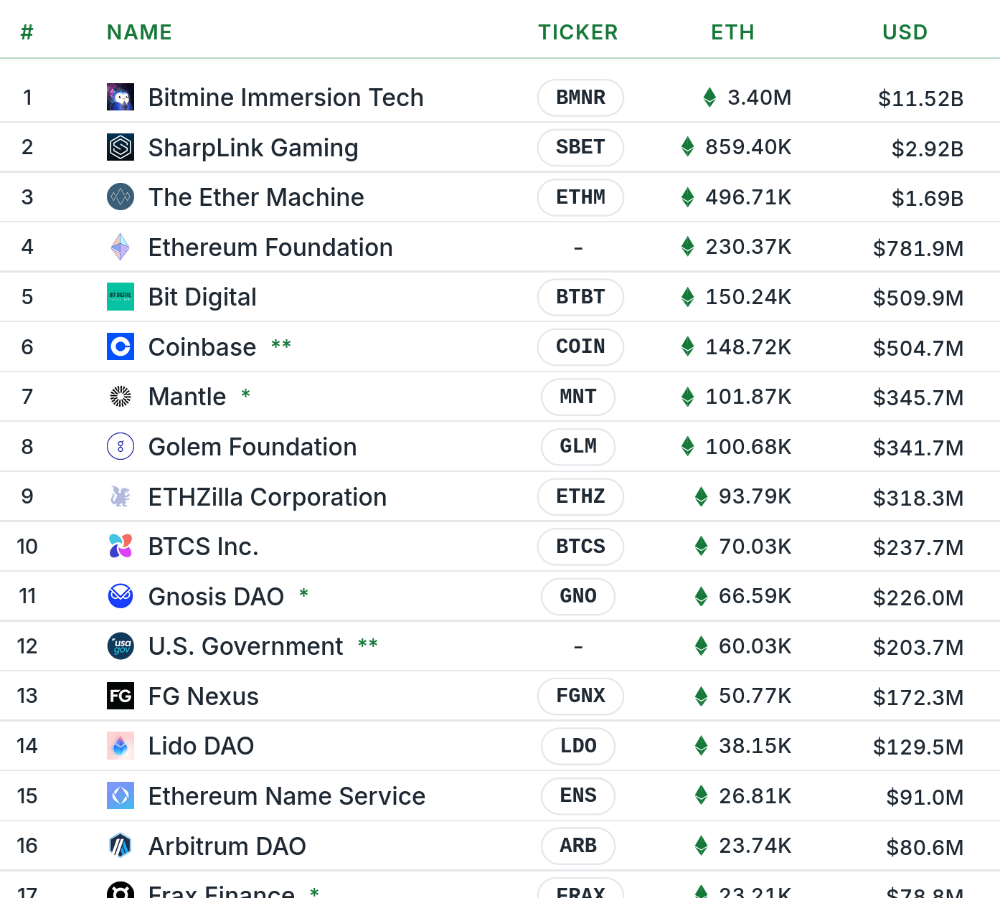 # NAME TICKER ETH USD
1 Bitmine Immersion Tech BMNR 3.40M $11.52B
2 SharpLink Gaming SBET 859.40K $2.92B
3 The Ether Machine ETHM 496.71K $1.69B
4 Ethereum Foundation - 230.37K $781.9M
5 BIT DIGITAL Bit Digital BTBT 150.24K $509.9M
6 Coinbase ** COIN 148.72K $504.7M
7 Mantle * MNT 101.87K $345.7M
8 Golem Foundation GLM 100.68K $341.7M
9 ETHZilla Corporation ETHZ 93.79K $318.3M
10 BTCS Inc. BTCS 70.03K $237.7M
11 Gnosis DAO * GNO 66.59K $226.0M
12 usa gov U.S. Government ** - 60.03K $203.7M
13 FG FG Nexus FGNX 50.77K $172.3M
14 Lido DAO LDO 38.15K $129.5M
15 Ethereum Name Service ENS 26.81K $91.0M
16 Arbitrum DAO ARB 23.74K $80.6M
17 Frax Finance * FRAX 23.21K $78.8M